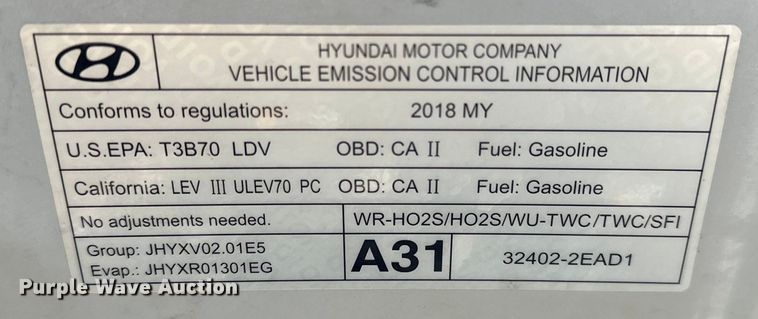 HYUNDAI MOTOR COMPANY
VEHICLE EMISSION CONTROL INFORMATION
Conforms to regulations: 2018 MY
U.S.EPA: T3B70 LDV OBD: CA II Fuel: Gasoline
California: LEV III ULEV70 PC OBD: CA II Fuel: Gasoline
No adjustments needed. WR-HO2S/HO2S/WU-TWC/TWC/SFI
Group: JHYXV02.01E5
Evap.: JHYXR01301EG
A31
32402-2EAD1
Purple Wave Auction